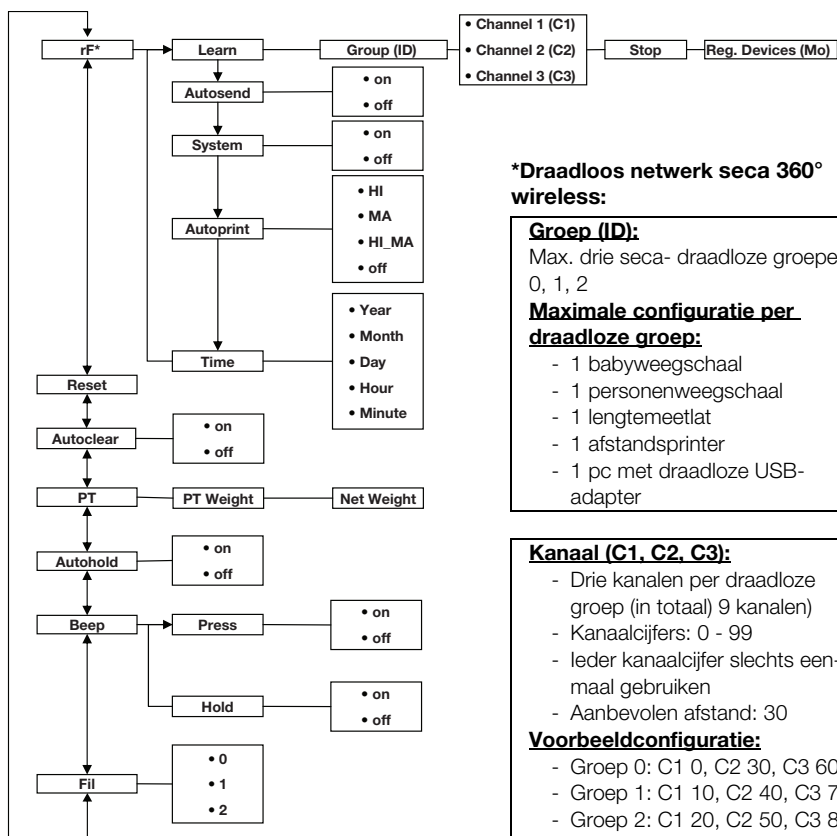 rF*
Learn
Group (ID)
• Channel 1 (C1)
• Channel 2 (C2)
• Channel 3 (C3)
Stop
Reg. Devices (Mo)
Autosend
• on
• off
System
• on
• off
Autoprint
• HI
• MA
• HI_MA
• off
Time
• Year
• Month
• Day
• Hour
• Minute
Reset
Autoclear
• on
• off
PT
PT Weight
Net Weight
Autohold
• on
• off
Beep
Press
• on
• off
Hold
• on
• off
Fil
• 0
• 1
• 2
*Draadloos netwerk seca 360°
wireless:
Groep (ID):
Max. drie seca- draadloze groepe
0, 1, 2
Maximale configuratie per
draadloze groep:
- 1 babyweegschaal
- 1 personenweegschaal
- 1 lengtemeetlat
- 1 afstandsprinter
- 1 pc met draadloze USB-
adapter
Kanaal (C1, C2, C3):
- Drie kanalen per draadloze
groep (in totaal) 9 kanalen)
- Kanaalcijfers: 0 - 99
- Ieder kanaalcijfer slechts een-
maal gebruiken
- Aanbevolen afstand: 30
Voorbeeldconfiguratie:
- Groep 0: C1 0, C2 30, C3 60
- Groep 1: C1 10, C2 40, C3 7
- Groep 2: C1 20, C2 50, C3 8